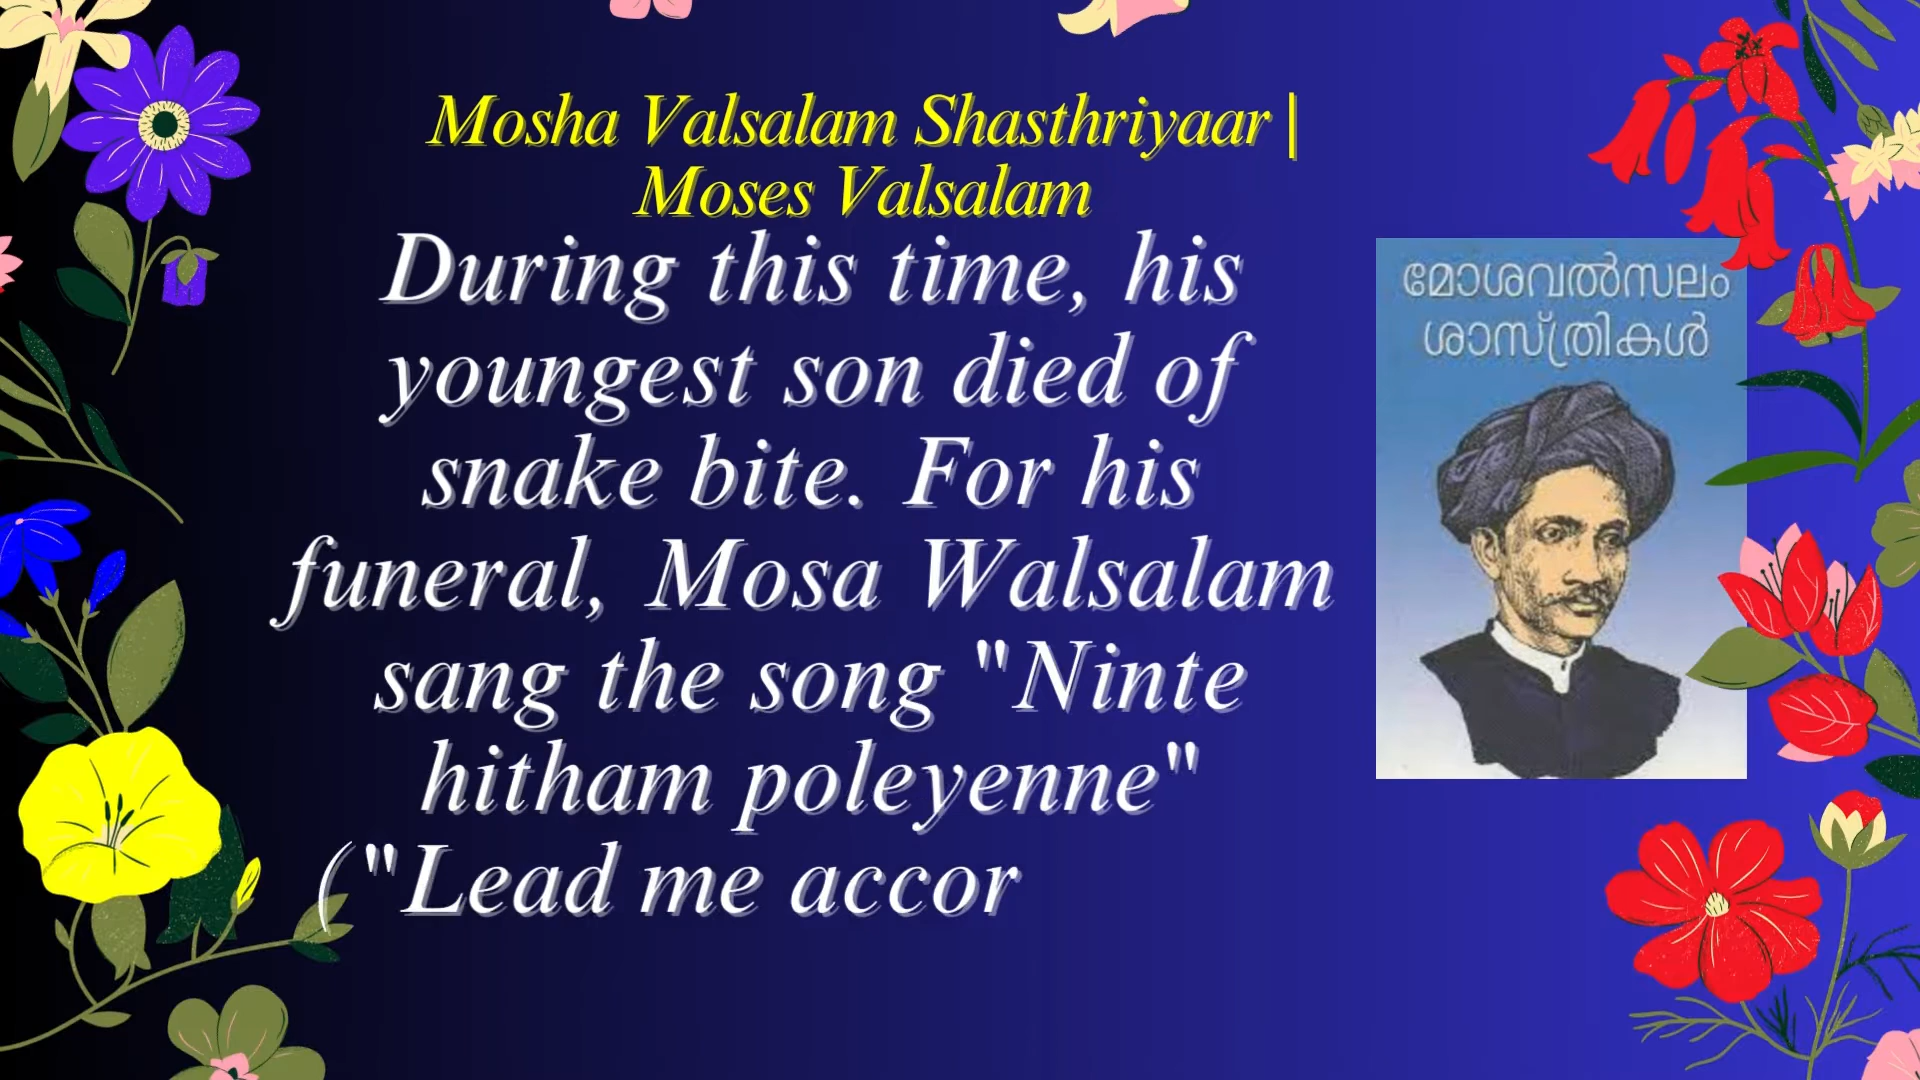 Mosha Valsalam Shasthriyaar |
Moses Valsalam
During this time, his
youngest son died of
snake bite. For his
funeral, Mosa Walsalam
sang the song "Ninte
hitham poleyenne"
("Lead me accor
മോശവൽസലം
ശാസ്ത്രികൾ